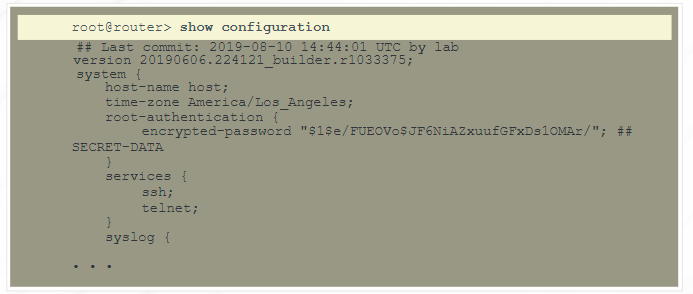 root@router> show configuration
## Last commit: 2019-08-10 14:44:01 UTC by lab
version 20190606.224121_builder.r1033375;
system {
host-name host;
time-zone America/Los_Angeles;
root-authentication {
encrypted-password "$1$e/FUEOVo$JF6NiAZxuufGFxDs1OMAr/"; ##
SECRET-DATA
}
services {
ssh;
telnet;
}
syslog {
. . .